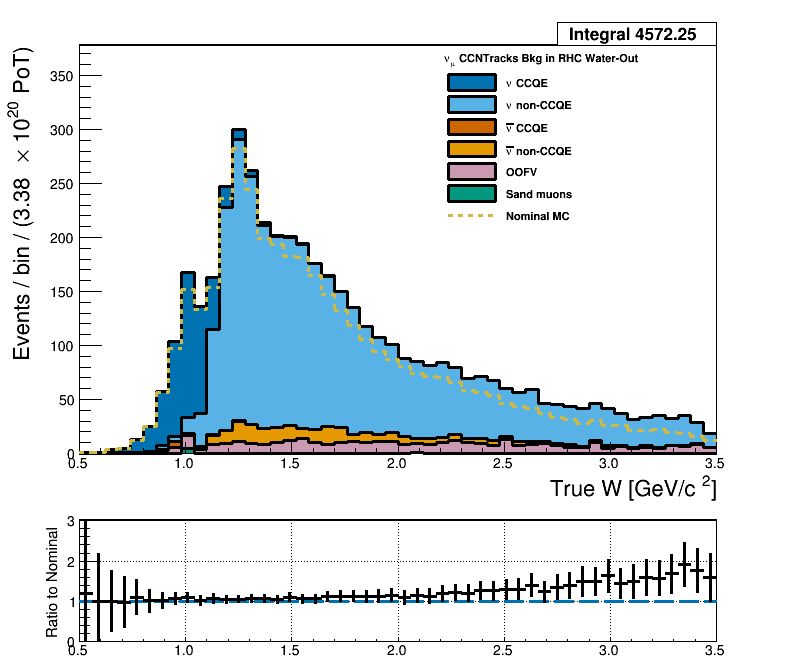 Integral 4572.25
ν_μ CCNTracks Bkg in RHC Water-Out
ν CCQE
ν non-CCQE
ν̅ CCQE
ν̅ non-CCQE
OOFV
Sand muons
Nominal MC
Events / bin / (3.38 × 10²⁰ PoT)
350
300
250
200
150
100
50
0
0.5 1.0 1.5 2.0 2.5 3.0 3.5
True W [GeV/c ²]
Ratio to Nominal
3
2
1
0
0.5 1.0 1.5 2.0 2.5 3.0 3.5